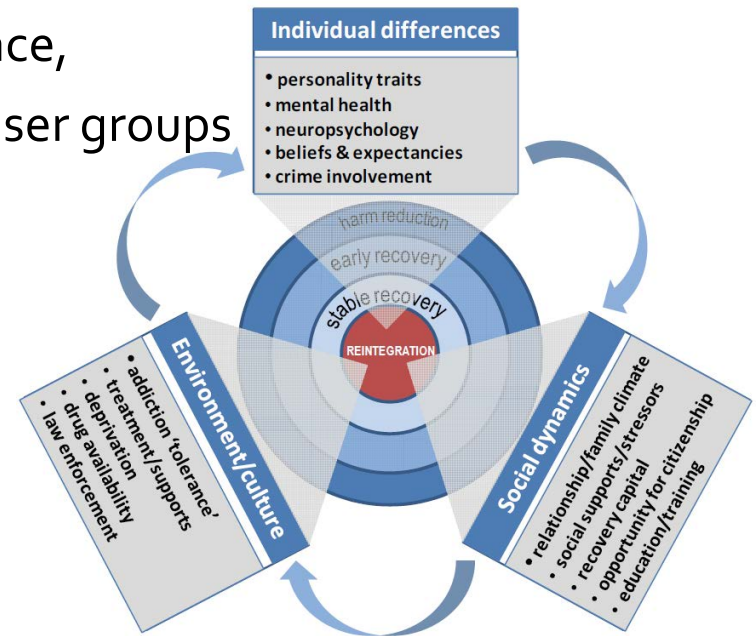 nce,
ser groups
Individual differences
• personality traits
• mental health
• neuropsychology
• beliefs & expectancies
• crime involvement
harm reduction
early recovery
stable recovery
REINTEGRATION
Environment/culture
• addiction ‘tolerance’
• treatment/supports
• deprivation
• drug availability
• law enforcement
Social dynamics
• relationship/family climate
• social supports/stressors
• recovery capital
• opportunity for citizenship
• education/training